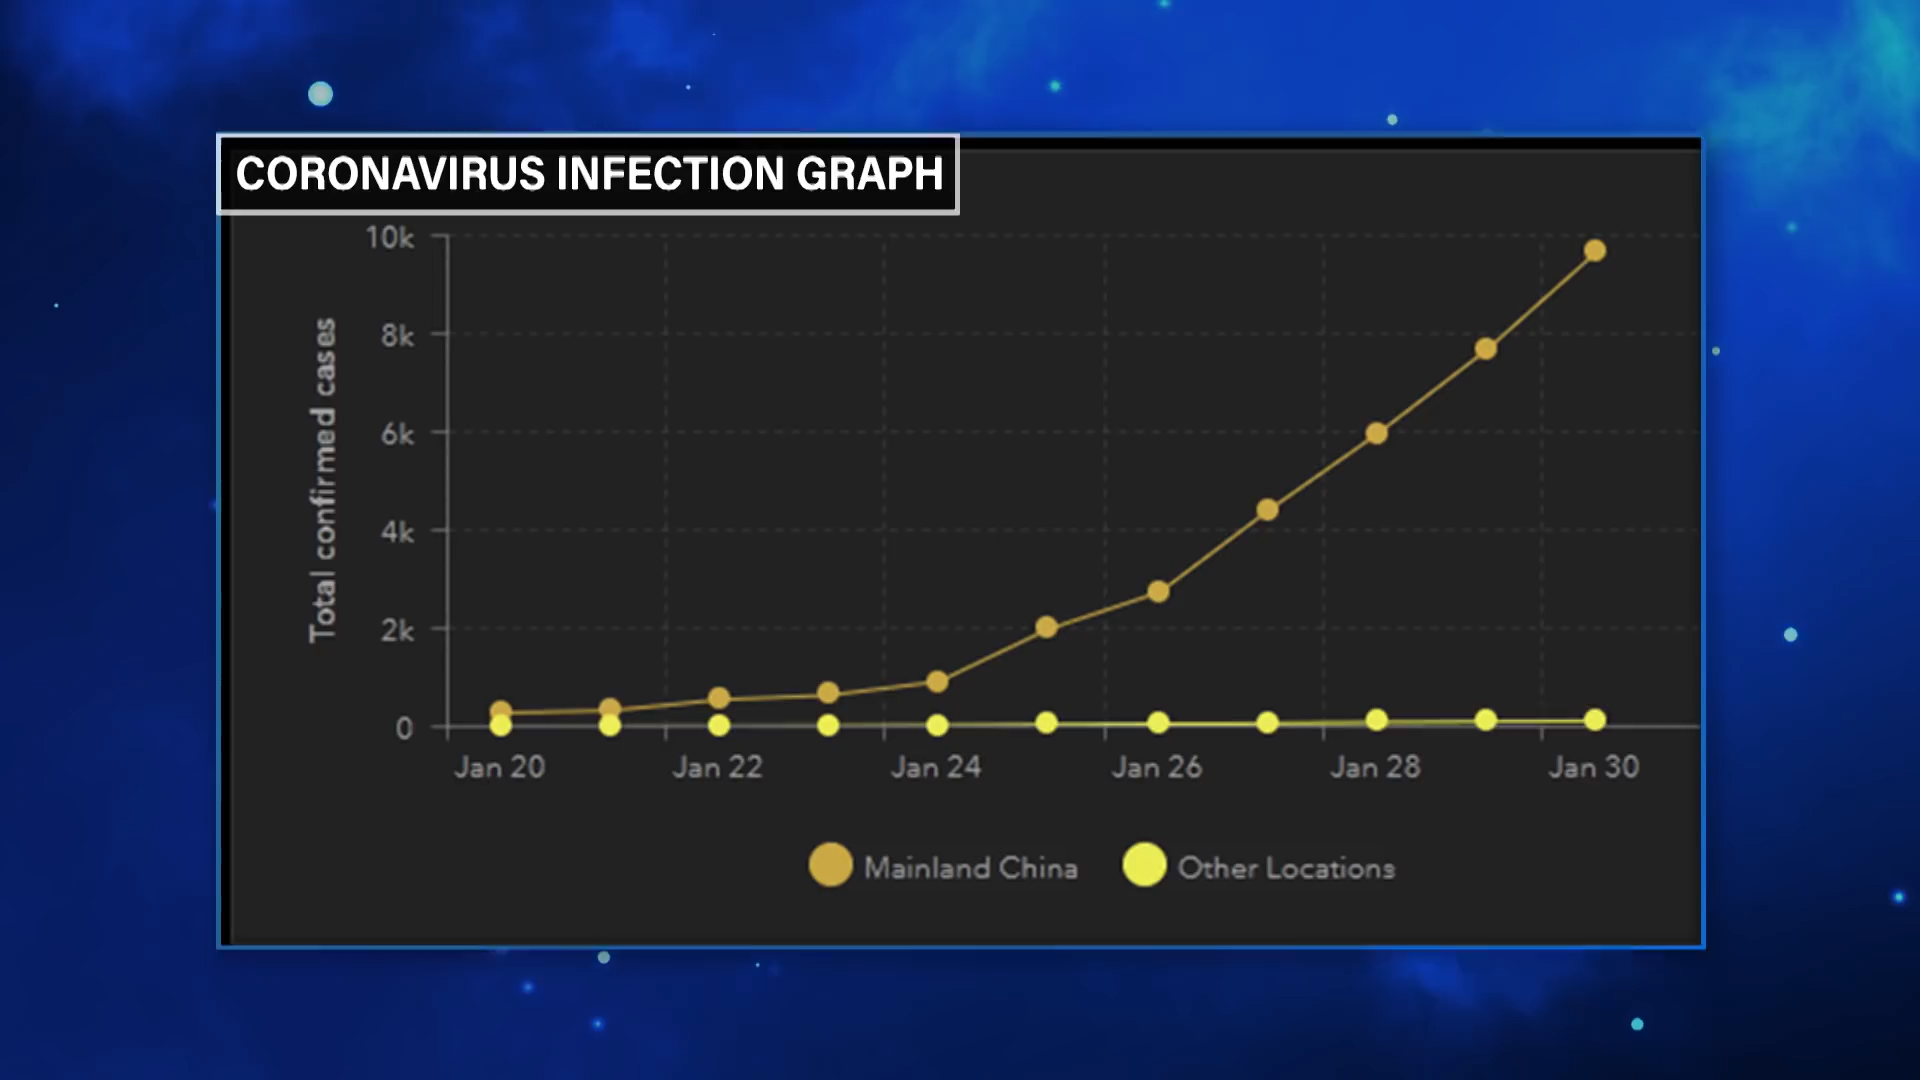 CORONAVIRUS INFECTION GRAPH
Total confirmed cases
10k
8k
6k
4k
2k
0
Jan 20 Jan 22 Jan 24 Jan 26 Jan 28 Jan 30
Mainland China Other Locations